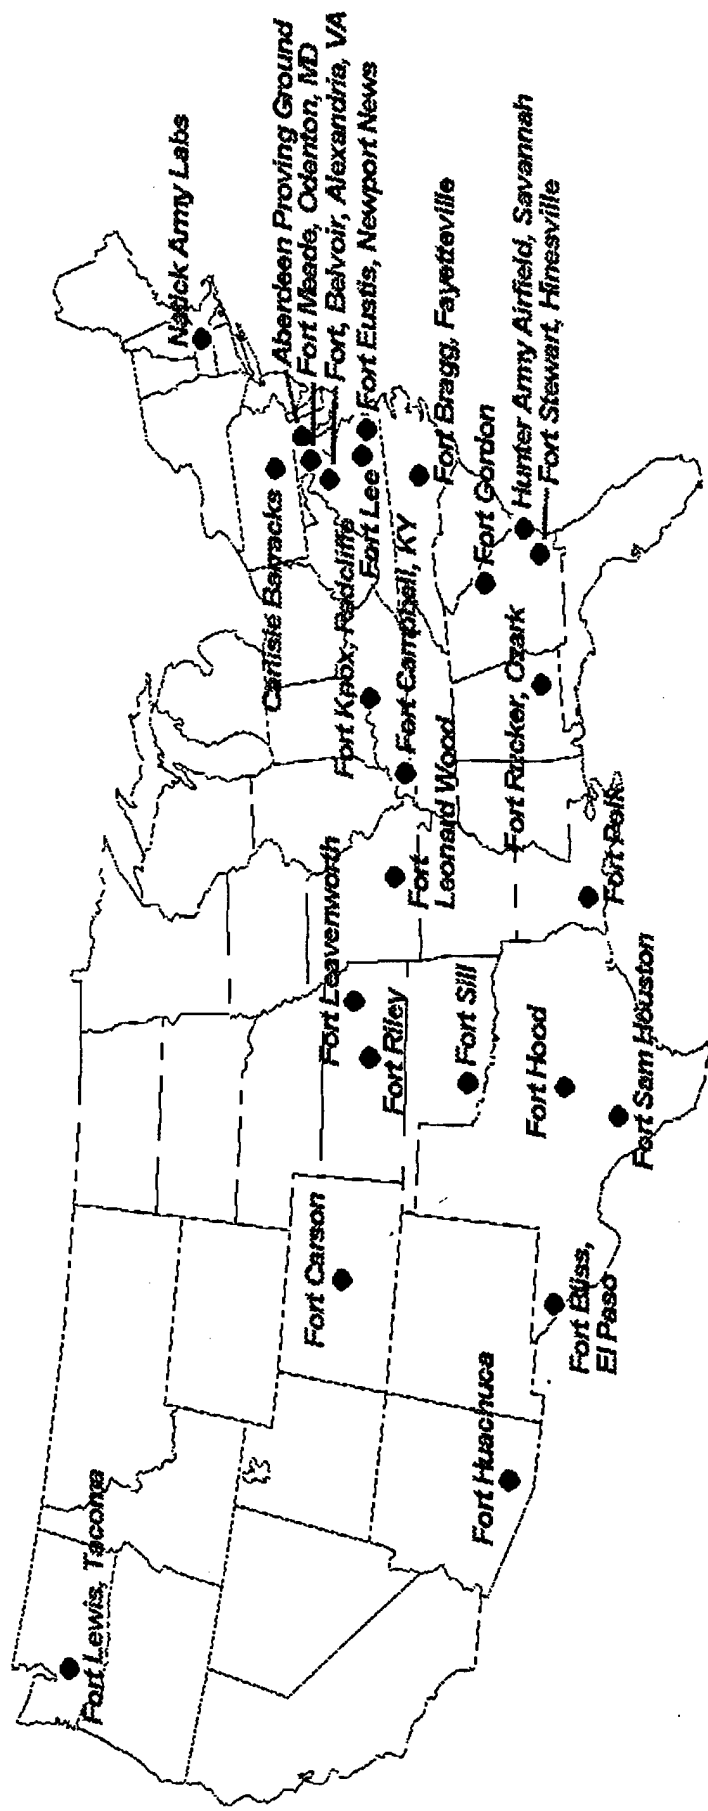 Fort Lewis, Tacoma
Natick Army Labs
Carlisle Barracks
Aberdeen Proving Ground
Fort Meade, Odenton, MD
Fort, Belvoir, Alexandria, VA
Fort Eustis, Newport News
Fort Leavenworth
Fort Knox, Radcliffe
Fort Lee
Fort Carson
Fort Riley
Fort Campbell, KY
Fort
Leonard Wood
Fort Bragg, Fayetteville
Fort Sill
Fort Gordon
Fort Huachuca
Fort Rucker, Ozark
Hunter Army Airfield, Savannah
Fort Stewart, Hinesville
Fort Hood
Fort Bliss,
El Paso
Fort Polk
Fort Sam Houston